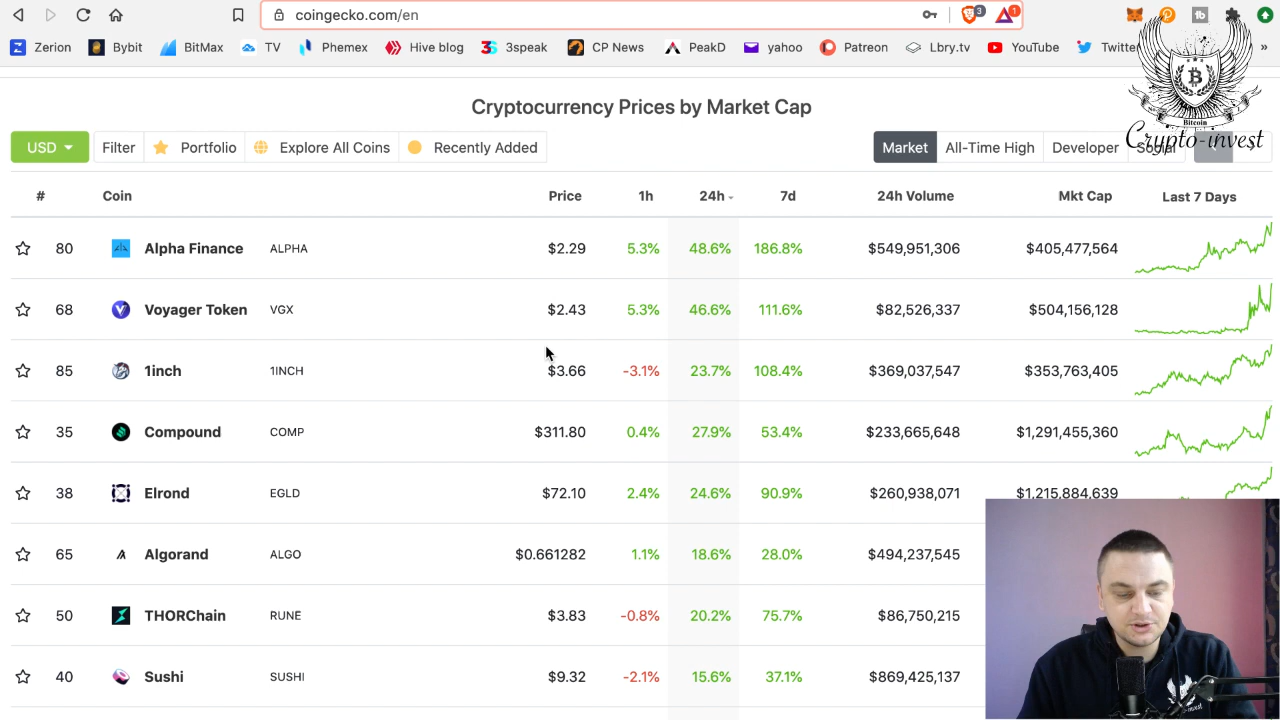 coingecko.com/en 3 1
Zerion Bybit BitMax TV Phemex Hive blog 3speak CP News PeakD yahoo Patreon Lbry.tv YouTube Twitter »
Bitcoin
Crypto-invest
Cryptocurrency Prices by Market Cap
USD Filter Portfolio Explore All Coins Recently Added Market All-Time High Developer Social
# Coin Price 1h 24h 7d 24h Volume Mkt Cap Last 7 Days
80 Alpha Finance ALPHA $2.29 5.3% 48.6% 186.8% $549,951,306 $405,477,564
68 Voyager Token VGX $2.43 5.3% 46.6% 111.6% $82,526,337 $504,156,128
85 1inch 1INCH $3.66 -3.1% 23.7% 108.4% $369,037,547 $353,763,405
35 Compound COMP $311.80 0.4% 27.9% 53.4% $233,665,648 $1,291,455,360
38 Elrond EGLD $72.10 2.4% 24.6% 90.9% $260,938,071 $1,215,884,639
65 Algorand ALGO $0.661282 1.1% 18.6% 28.0% $494,237,545
50 THORChain RUNE $3.83 -0.8% 20.2% 75.7% $86,750,215
40 Sushi SUSHI $9.32 -2.1% 15.6% 37.1% $869,425,137